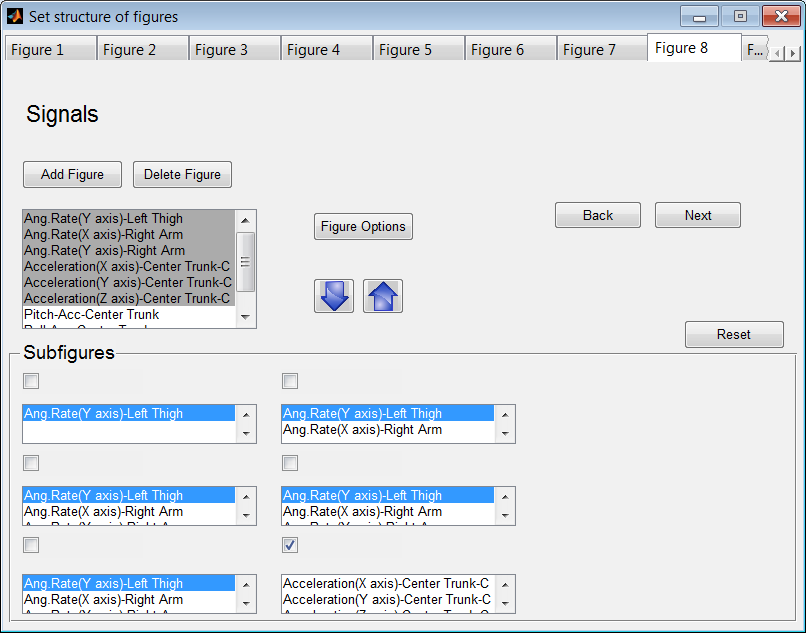 Set structure of figures
Figure 1 Figure 2 Figure 3 Figure 4 Figure 5 Figure 6 Figure 7 Figure 8 F...
Signals
Add Figure Delete Figure
Ang.Rate(Y axis)-Left Thigh
Ang.Rate(X axis)-Right Arm
Ang.Rate(Y axis)-Right Arm
Acceleration(X axis)-Center Trunk-C
Acceleration(Y axis)-Center Trunk-C
Acceleration(Z axis)-Center Trunk-C
Pitch-Acc-Center Trunk
Figure Options
Back Next
Reset
Subfigures
Ang.Rate(Y axis)-Left Thigh
Ang.Rate(Y axis)-Left Thigh
Ang.Rate(X axis)-Right Arm
Ang.Rate(Y axis)-Left Thigh
Ang.Rate(X axis)-Right Arm
Ang.Rate(Y axis)-Left Thigh
Ang.Rate(X axis)-Right Arm
Ang.Rate(Y axis)-Left Thigh
Ang.Rate(X axis)-Right Arm
Acceleration(X axis)-Center Trunk-C
Acceleration(Y axis)-Center Trunk-C